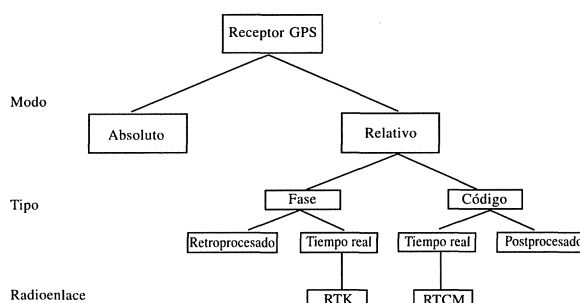 Receptor GPS
Modo
Absoluto
Relativo
Tipo
Fase
Código
Retroprocesado
Tiempo real
Tiempo real
Postprocesado
Radioenlace
RTK
RTCM